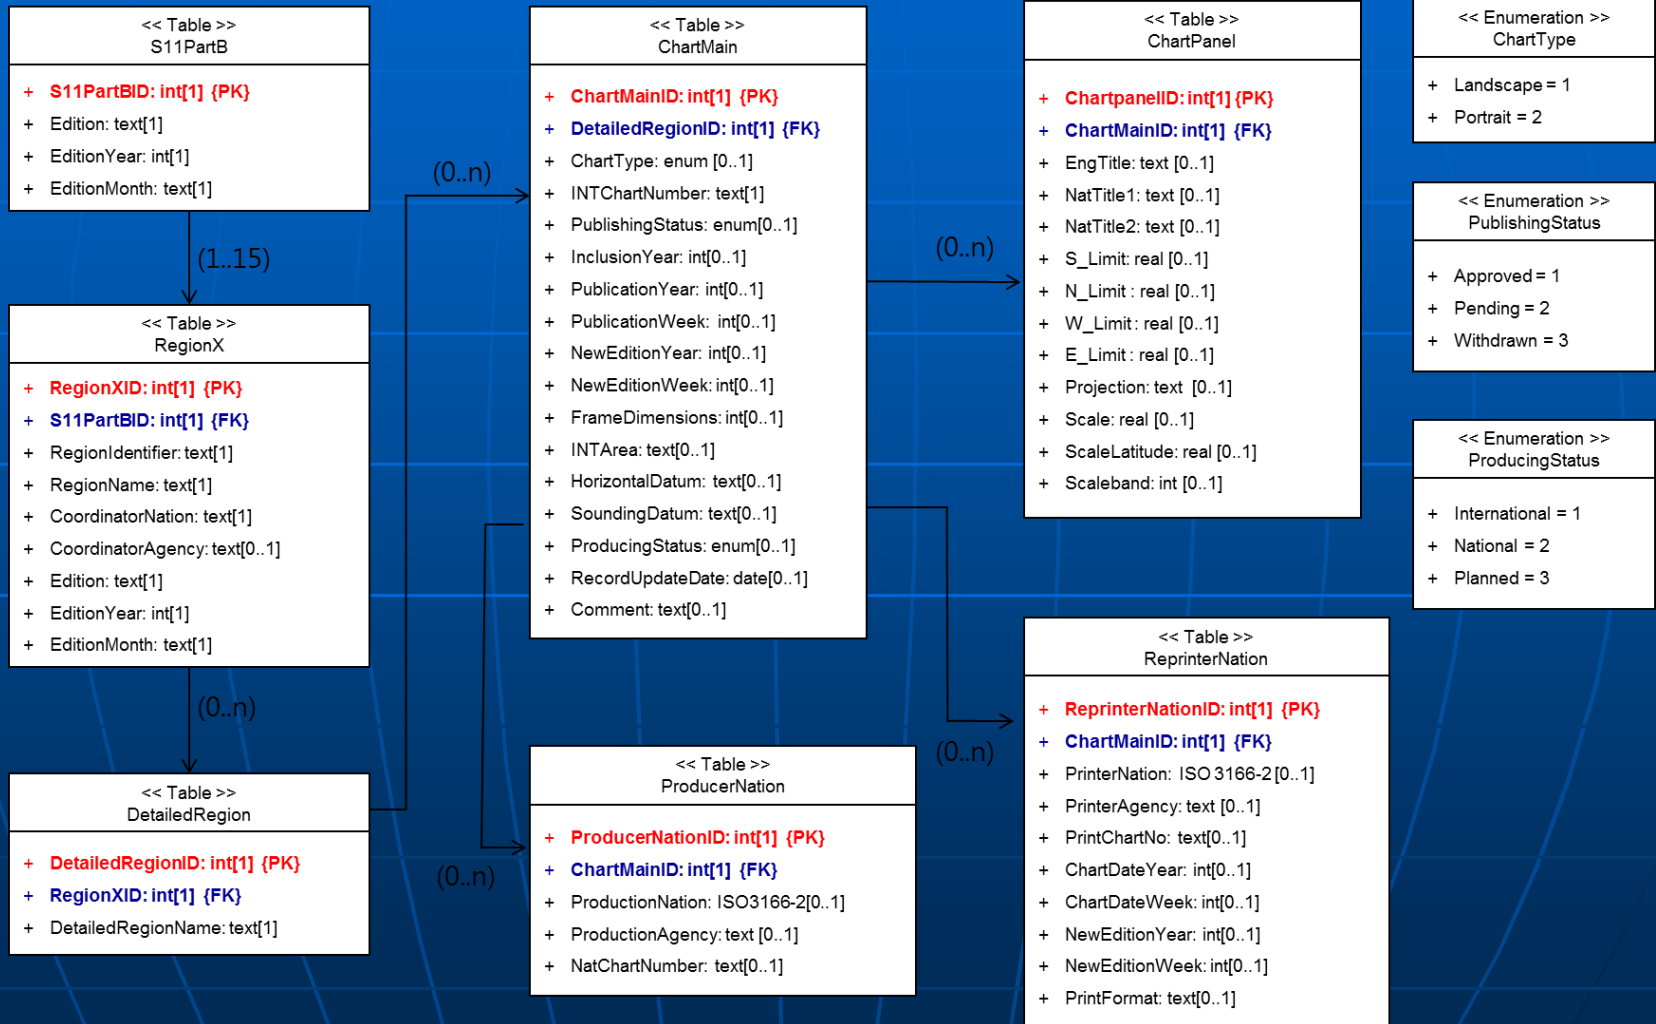 << Table >>
S11PartB
+ S11PartBID: int[1] {PK}
+ Edition: text[1]
+ EditionYear: int[1]
+ EditionMonth: text[1]
(1..15)
<< Table >>
RegionX
+ RegionXID: int[1] {PK}
+ S11PartBID: int[1] {FK}
+ RegionIdentifier: text[1]
+ RegionName: text[1]
+ CoordinatorNation: text[1]
+ CoordinatorAgency: text[0..1]
+ Edition: text[1]
+ EditionYear: int[1]
+ EditionMonth: text[1]
(0..n)
<< Table >>
DetailedRegion
+ DetailedRegionID: int[1] {PK}
+ RegionXID: int[1] {FK}
+ DetailedRegionName: text[1]
(0..n)
<< Table >>
ChartMain
+ ChartMainID: int[1] {PK}
+ DetailedRegionID: int[1] {FK}
+ ChartType: enum [0..1]
+ INTChartNumber: text[1]
+ PublishingStatus: enum[0..1]
+ InclusionYear: int[0..1]
+ PublicationYear: int[0..1]
+ PublicationWeek: int[0..1]
+ NewEditionYear: int[0..1]
+ NewEditionWeek: int[0..1]
+ FrameDimensions: int[0..1]
+ INTArea: text[0..1]
+ HorizontalDatum: text[0..1]
+ SoundingDatum: text[0..1]
+ ProducingStatus: enum[0..1]
+ RecordUpdateDate: date[0..1]
+ Comment: text[0..1]
(0..n)
<< Table >>
ProducerNation
+ ProducerNationID: int[1] {PK}
+ ChartMainID: int[1] {FK}
+ ProductionNation: ISO3166-2[0..1]
+ ProductionAgency: text [0..1]
+ NatChartNumber: text[0..1]
(0..n)
<< Table >>
ChartPanel
+ ChartpanelID: int[1] {PK}
+ ChartMainID: int[1] {FK}
+ EngTitle: text [0..1]
+ NatTitle1: text [0..1]
+ NatTitle2: text [0..1]
+ S_Limit: real [0..1]
+ N_Limit : real [0..1]
+ W_Limit : real [0..1]
+ E_Limit : real [0..1]
+ Projection: text [0..1]
+ Scale: real [0..1]
+ ScaleLatitude: real [0..1]
+ Scaleband: int [0..1]
(0..n)
<< Table >>
ReprinterNation
+ ReprinterNationID: int[1] {PK}
+ ChartMainID: int[1] {FK}
+ PrinterNation: ISO 3166-2 [0..1]
+ PrinterAgency: text [0..1]
+ PrintChartNo: text[0..1]
+ ChartDateYear: int[0..1]
+ ChartDateWeek: int[0..1]
+ NewEditionYear: int[0..1]
+ NewEditionWeek: int[0..1]
+ PrintFormat: text[0..1]
<< Enumeration >>
ChartType
+ Landscape = 1
+ Portrait = 2
<< Enumeration >>
PublishingStatus
+ Approved = 1
+ Pending = 2
+ Withdrawn = 3
<< Enumeration >>
ProducingStatus
+ International = 1
+ National = 2
+ Planned = 3